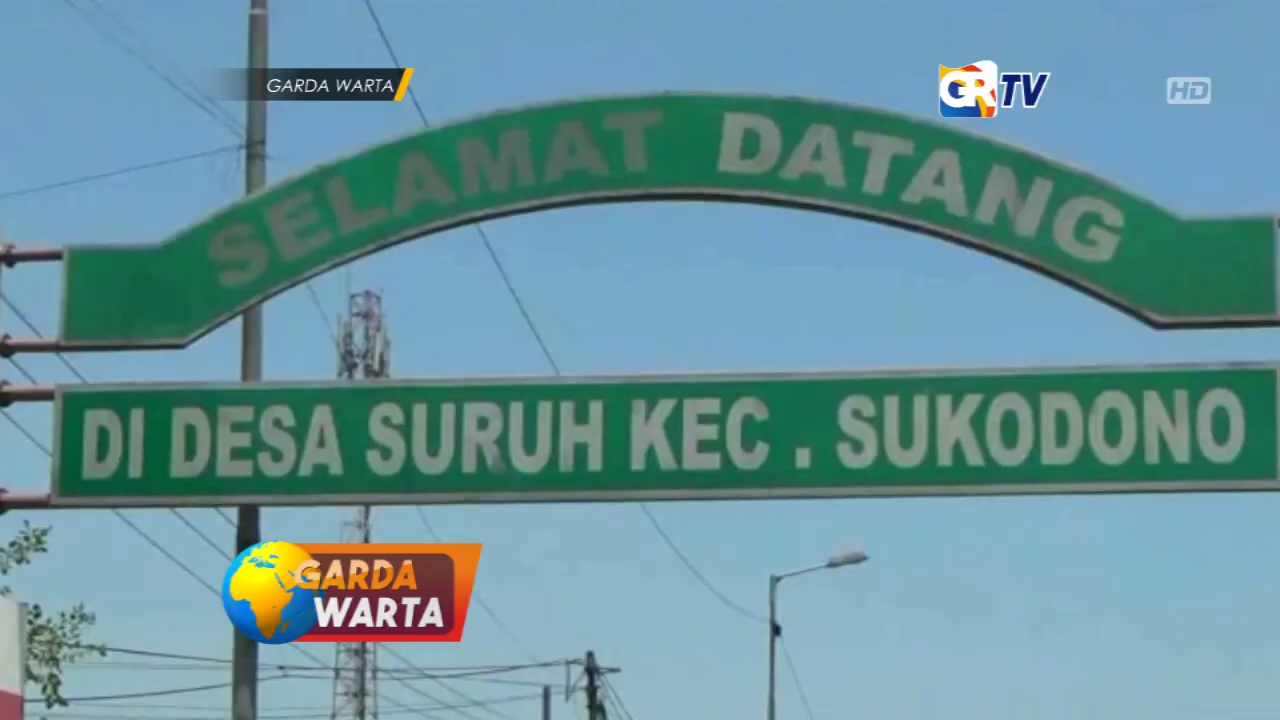 GARDA WARTA
GRTV
HD
SELAMAT DATANG
DI DESA SURUH KEC . SUKODONO
GARDA
WARTA